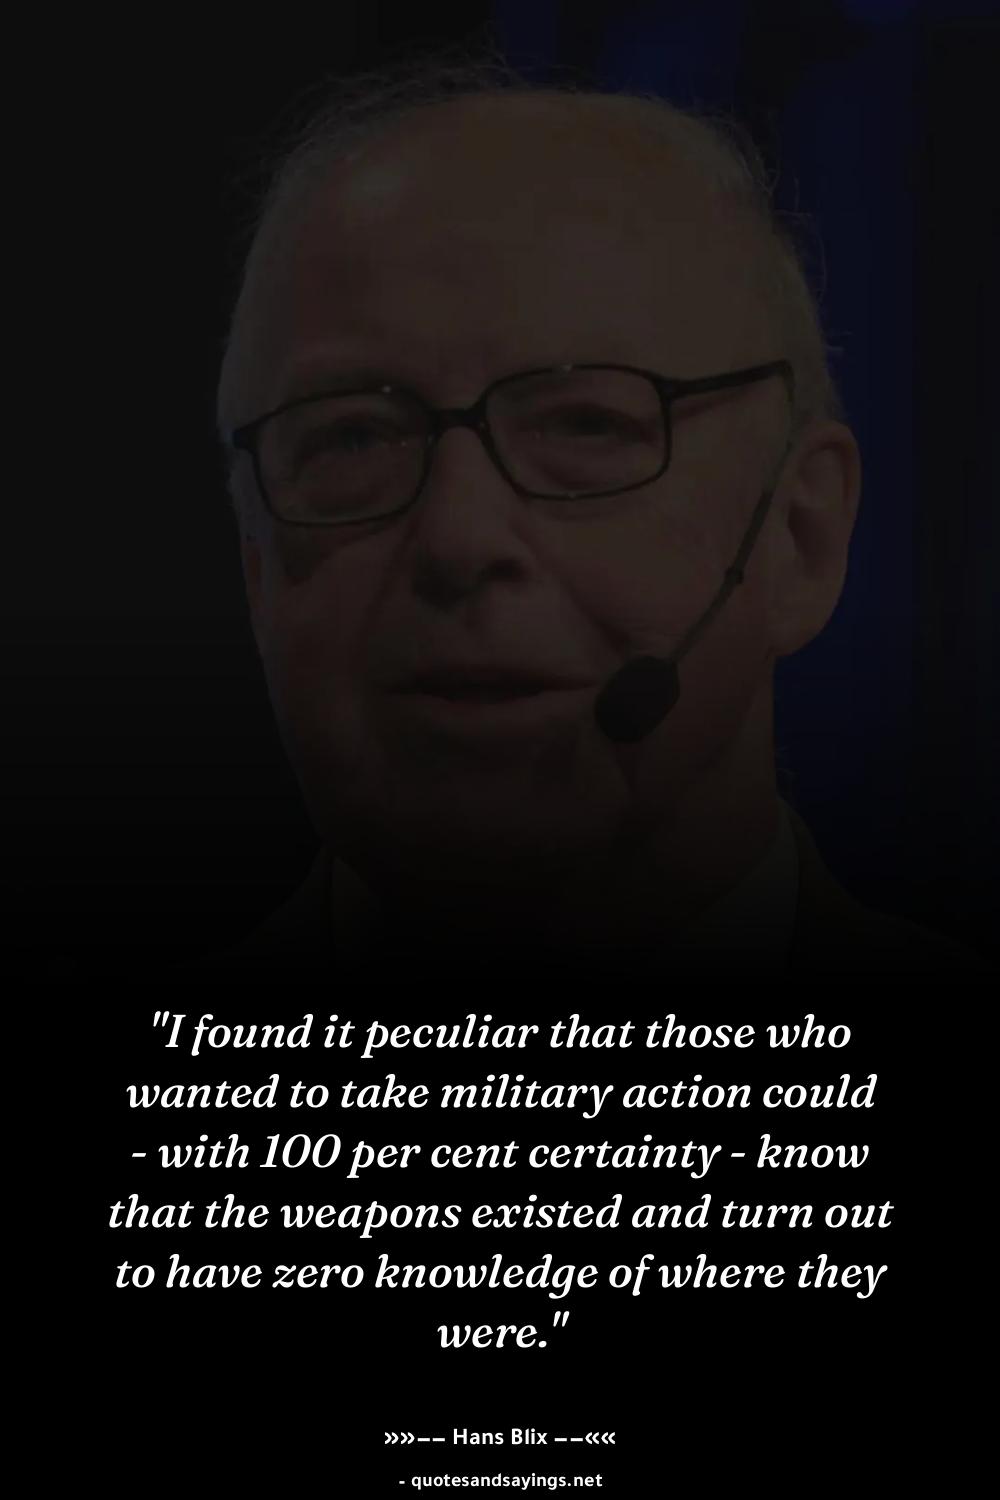 "I found it peculiar that those who
wanted to take military action could
- with 100 per cent certainty - know
that the weapons existed and turn out
to have zero knowledge of where they
were."
»»−− Hans Blix −−««
- quotesandsayings.net